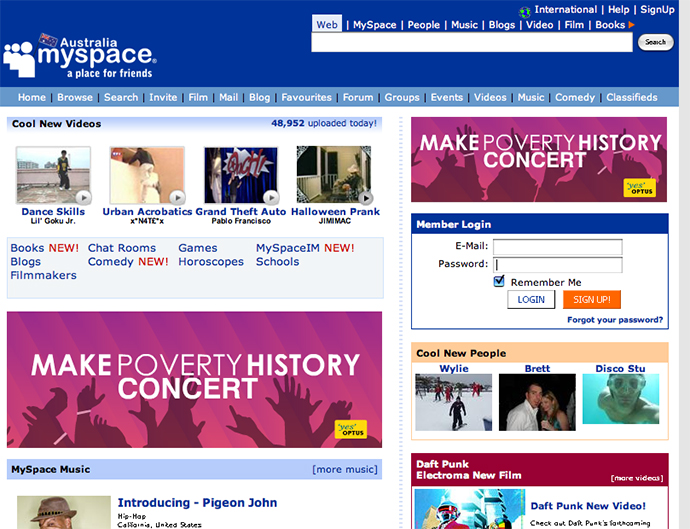 International | Help | SignUp
Web | MySpace | People | Music | Blogs | Video | Film | Books
Search
Australia
myspace®
a place for friends
Home | Browse | Search | Invite | Film | Mail | Blog | Favourites | Forum | Groups | Events | Videos | Music | Comedy | Classifieds
Cool New Videos
48,952 uploaded today!
Ouch!
Dance Skills
Lil' Goku Jr.
Urban Acrobatics
x*N4TE*x
Grand Theft Auto
Pablo Francisco
Halloween Prank
JIMIMAC
Books NEW! Chat Rooms Games MySpaceIM NEW!
Blogs Comedy NEW! Horoscopes Schools
Filmmakers
MAKE POVERTY HISTORY
CONCERT
'yes'
OPTUS
MySpace Music
[more music]
Introducing - Pigeon John
Hip-Hop
California, United States
MAKE POVERTY HISTORY
CONCERT
'yes'
OPTUS
Member Login
E-Mail:
Password:
Remember Me
LOGIN
SIGN UP!
Forgot your password?
Cool New People
Wylie
Brett
Disco Stu
Daft Punk
Electroma New Film
[more videos]
Daft Punk New Video!
Check out Daft Punk's forthcoming